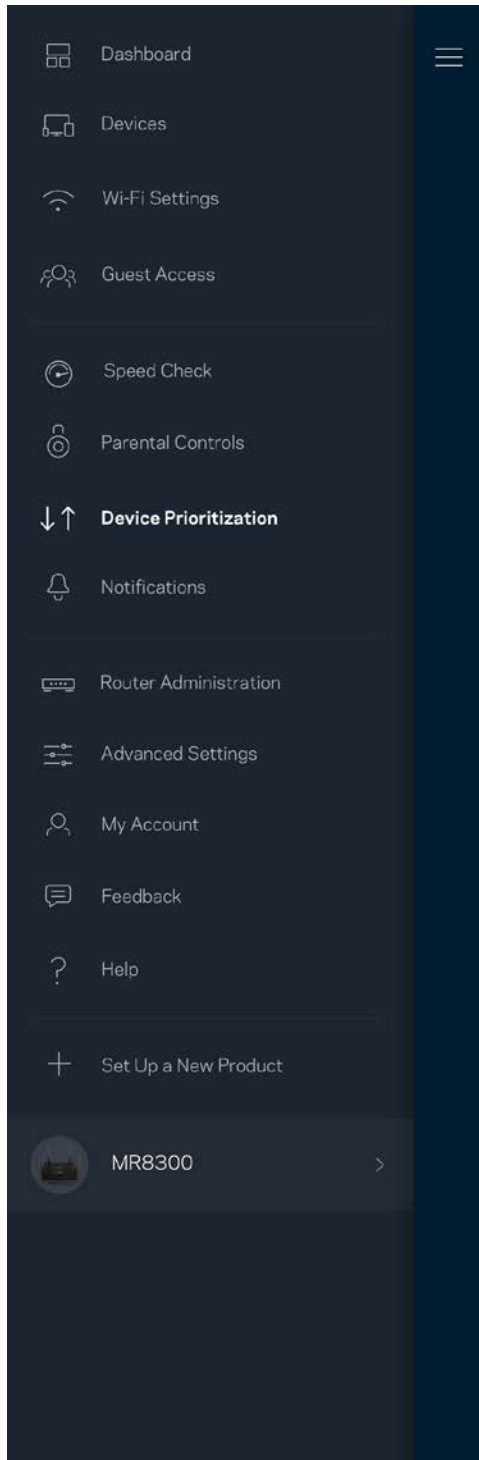 Dashboard
Devices
Wi-Fi Settings
Guest Access
Speed Check
Parental Controls
Device Prioritization
Notifications
Router Administration
Advanced Settings
My Account
Feedback
Help
Set Up a New Product
MR8300